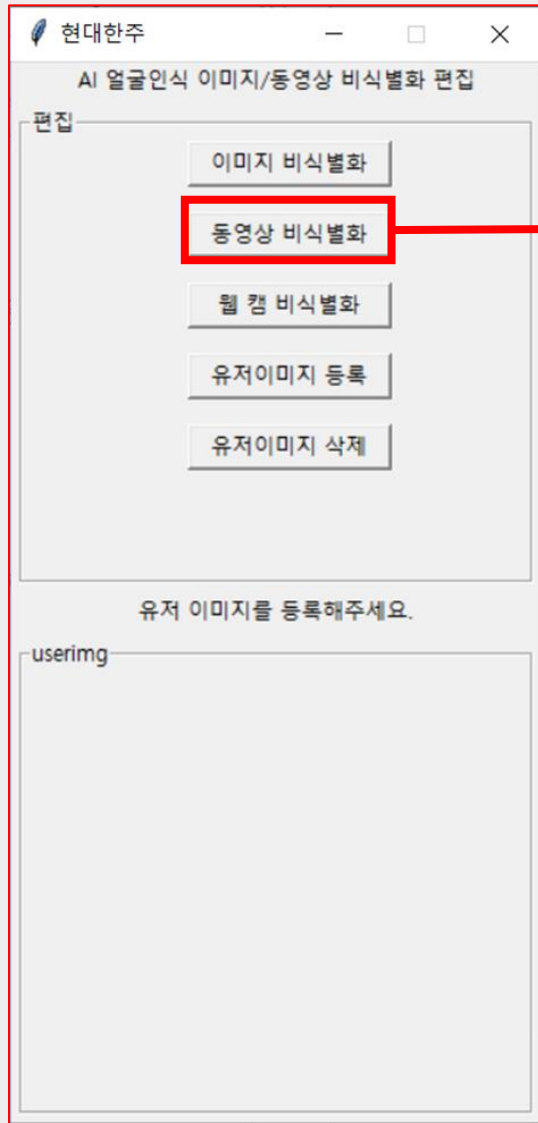 현대한주
AI 얼굴인식 이미지/동영상 비식별화 편집
편집
이미지 비식별화
동영상 비식별화
웹 캠 비식별화
유저이미지 등록
유저이미지 삭제
유저 이미지를 등록해주세요.
userimg